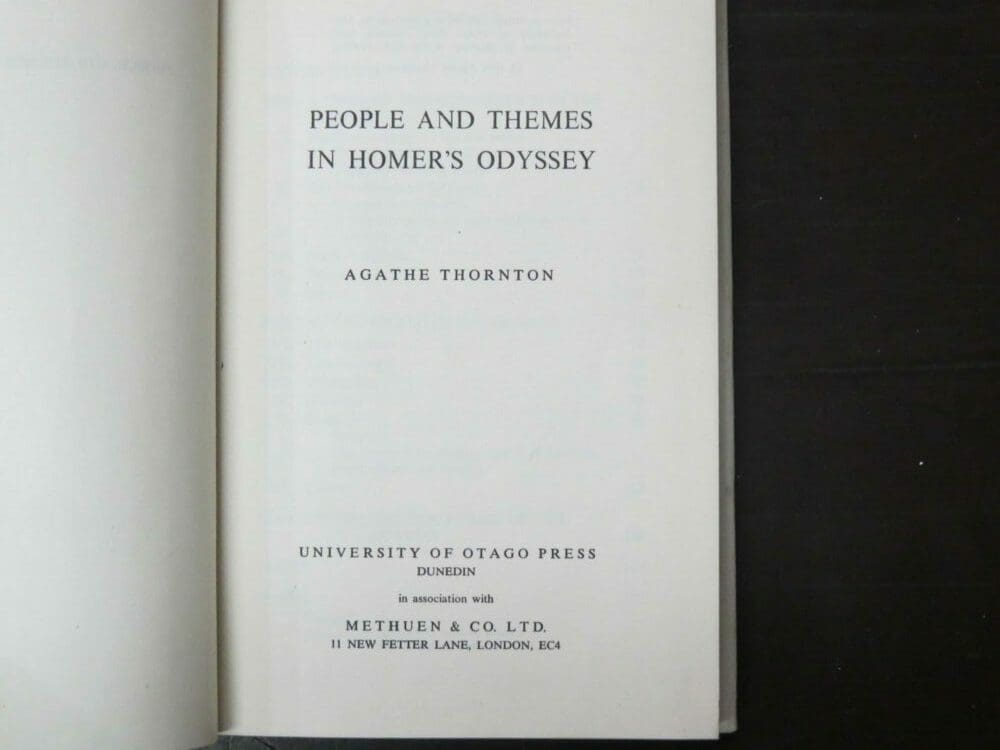 PEOPLE AND THEMES
IN HOMER'S ODYSSEY
AGATHE THORNTON
UNIVERSITY OF OTAGO PRESS
DUNEDIN
in association with
METHUEN & CO. LTD.
11 NEW FETTER LANE, LONDON, EC4